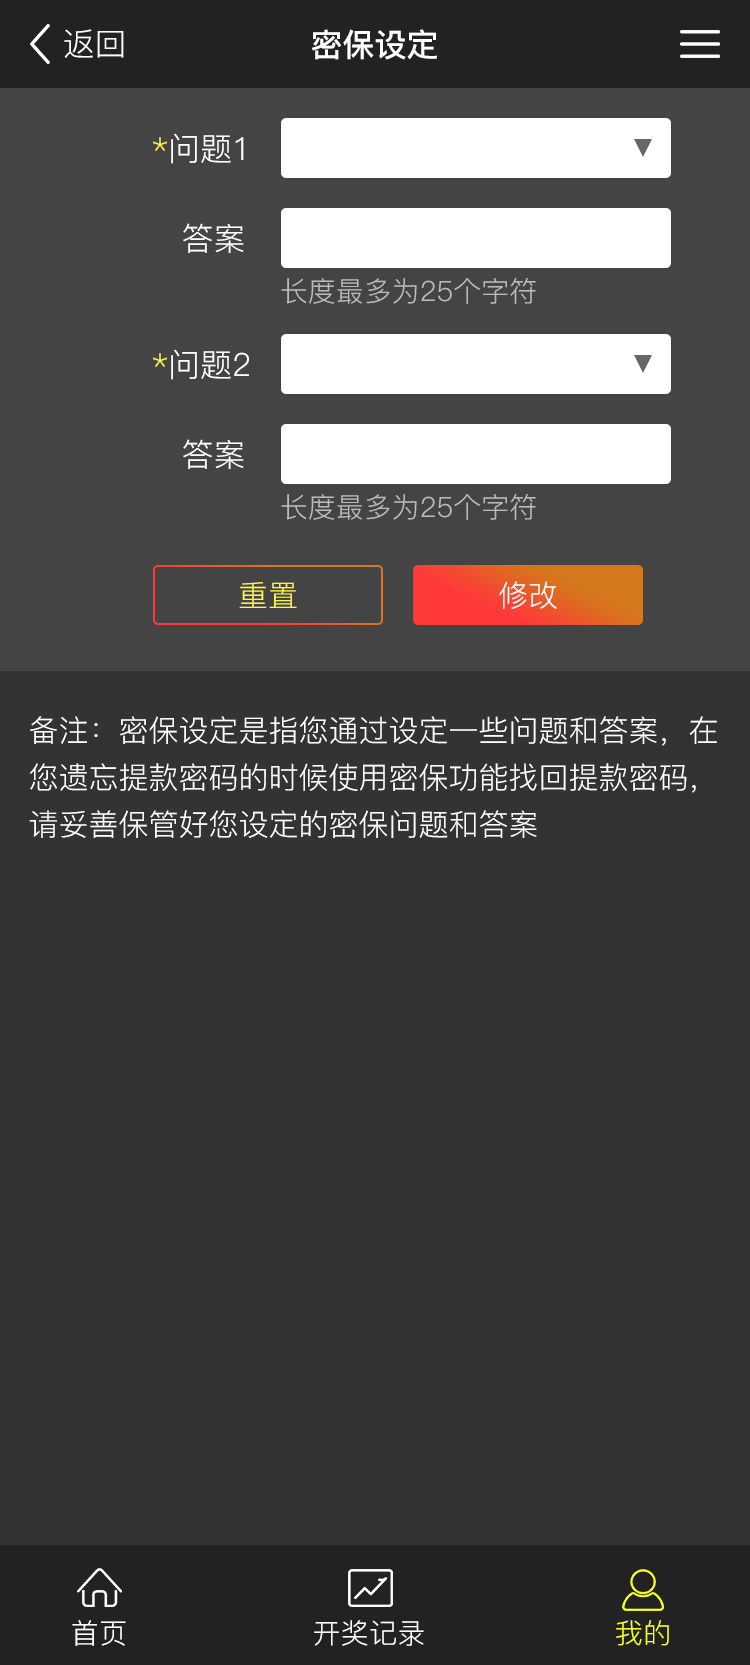 返回
密保设定
*问题1
答案
长度最多为25个字符
*问题2
答案
长度最多为25个字符
重置
修改
备注：密保设定是指您通过设定一些问题和答案，在
您遗忘提款密码的时候使用密保功能找回提款密码，
请妥善保管好您设定的密保问题和答案
首页
开奖记录
我的